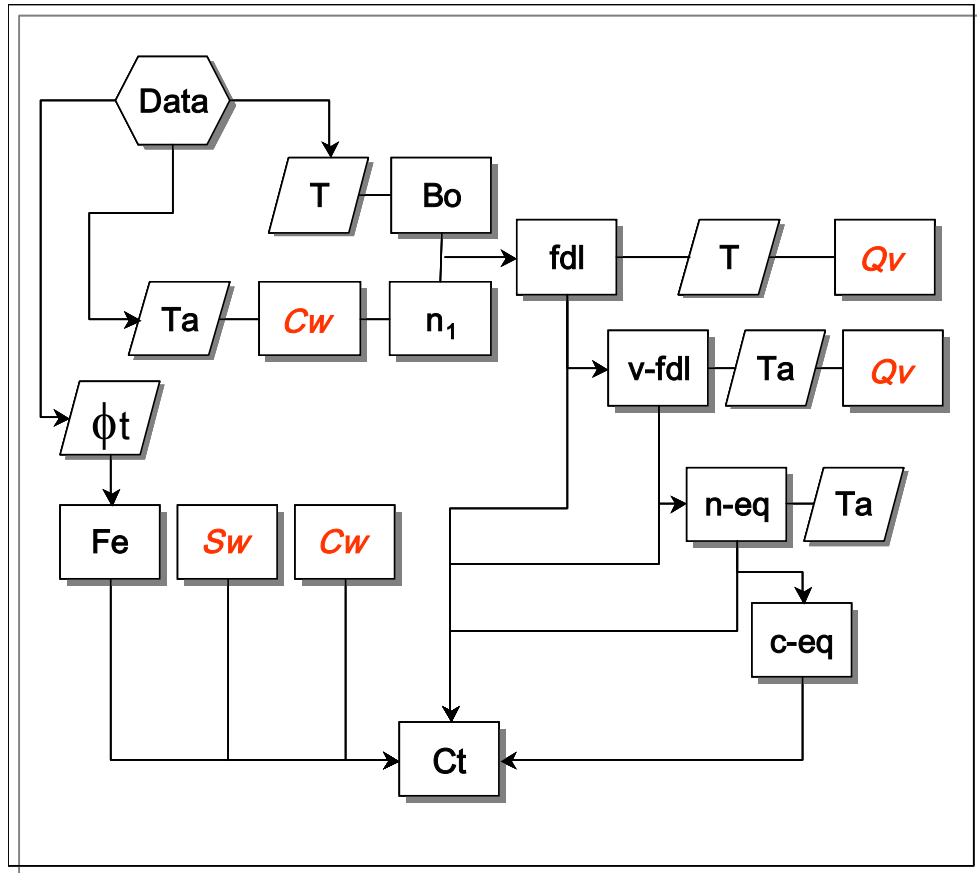 Data
T
Bo
fdl
T
Qv
Ta
Cw
n₁
v-fdl
Ta
Qv
ϕt
n-eq
Ta
Fe
Sw
Cw
c-eq
Ct